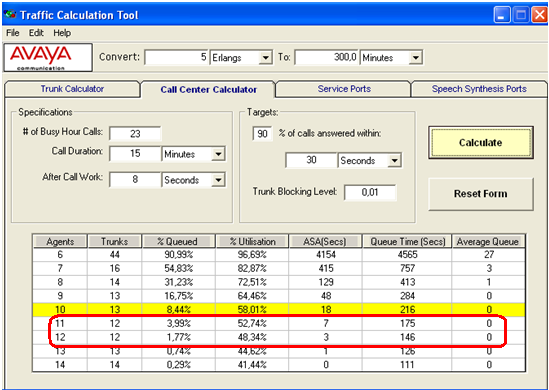 Traffic Calculation Tool
File Edit Help
AVAYA communication Convert: 5 Erlangs To: 300,0 Minutes
Trunk Calculator Call Center Calculator Service Ports Speech Synthesis Ports
Specifications Targets:
# of Busy Hour Calls: 23 90 % of calls answered within: Calculate
Call Duration: 15 Minutes 30 Seconds
After Call Work: 8 Seconds Trunk Blocking Level: 0,01 Reset Form
Agents Trunks % Queued % Utilisation ASA(Secs) Queue Time (Secs) Average Queue
6 44 90,99% 96,69% 4154 4565 27
7 16 54,83% 82,87% 415 757 3
8 14 31,23% 72,51% 129 413 1
9 13 16,75% 64,46% 48 284 0
10 13 8,44% 58,01% 18 216 0
11 12 3,99% 52,74% 7 175 0
12 12 1,77% 48,34% 3 146 0
13 13 0,74% 44,62% 1 126 0
14 14 0,29% 41,44% 0 111 0